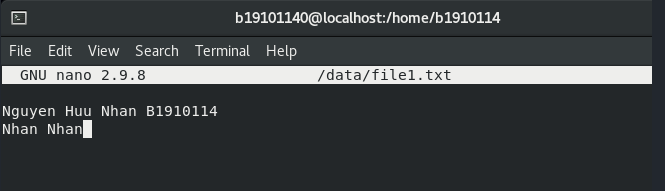 b19101140@localhost:/home/b1910114
File Edit View Search Terminal Help
GNU nano 2.9.8 /data/file1.txt
Nguyen Huu Nhan B1910114
Nhan Nhan